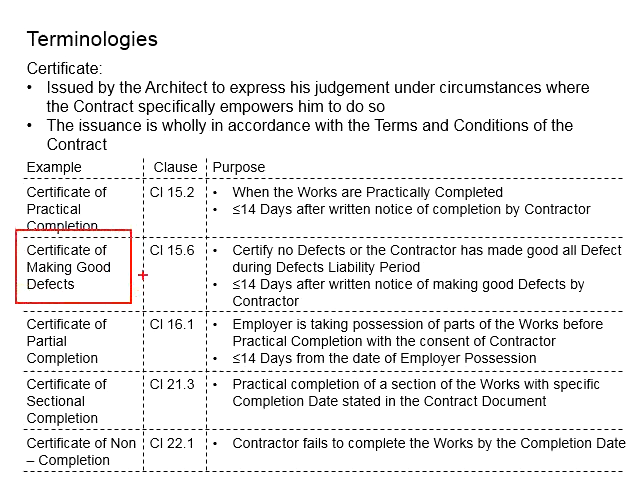 Terminologies
Certificate:
• Issued by the Architect to express his judgement under circumstances where
the Contract specifically empowers him to do so
• The issuance is wholly in accordance with the Terms and Conditions of the
Contract
Example Clause Purpose
Certificate of Cl 15.2 • When the Works are Practically Completed
Practical • ≤14 Days after written notice of completion by Contractor
Completion
Certificate of Cl 15.6 • Certify no Defects or the Contractor has made good all Defect
Making Good during Defects Liability Period
Defects • ≤14 Days after written notice of making good Defects by
Contractor
Certificate of Cl 16.1 • Employer is taking possession of parts of the Works before
Partial Practical Completion with the consent of Contractor
Completion • ≤14 Days from the date of Employer Possession
Certificate of Cl 21.3 • Practical completion of a section of the Works with specific
Sectional Completion Date stated in the Contract Document
Completion
Certificate of Non Cl 22.1 • Contractor fails to complete the Works by the Completion Date
– Completion